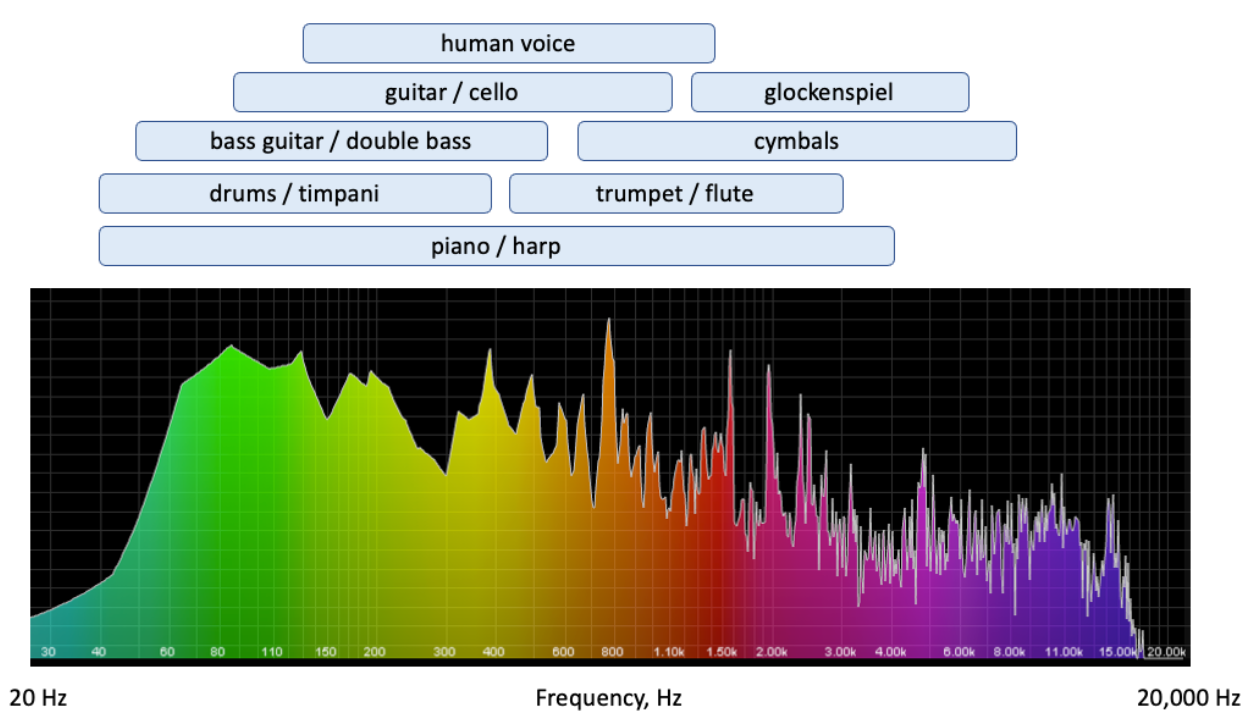 human voice
guitar / cello glockenspiel
bass guitar / double bass cymbals
drums / timpani trumpet / flute
piano / harp
30 40 60 80 110 150 200 300 400 600 800 1.10k 1.50k 2.00k 3.00k 4.00k 6.00k 8.00k 11.00k 15.00k 20.00k
20 Hz Frequency, Hz 20,000 Hz